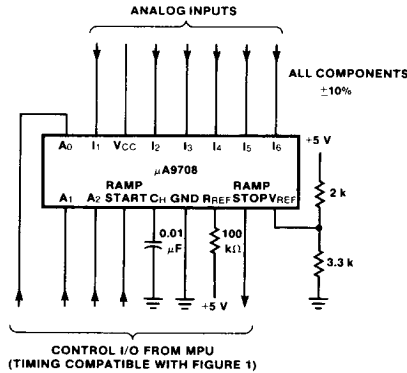 ANALOG INPUTS
ALL COMPONENTS
±10%
A0 I1 VCC I2 I3 I4 I5 I6
+5 V
μA9708
2 k
RAMP RAMP
A1 A2 START CH GND RREF STOP VREF
0.01
μF
100
kΩ
3.3 k
+5 V
CONTROL I/O FROM MPU
(TIMING COMPATIBLE WITH FIGURE 1)